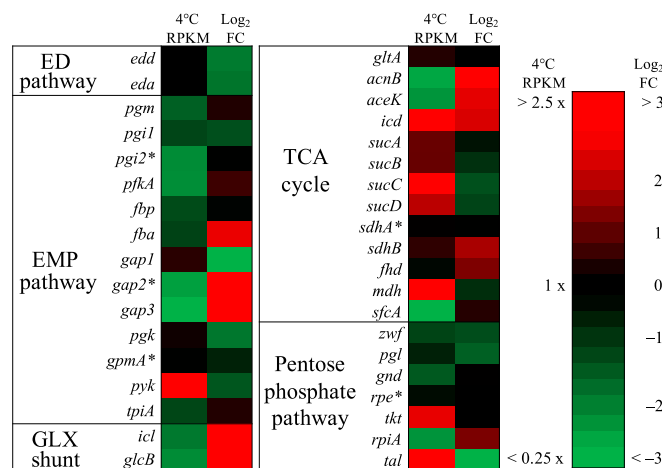 4°C Log₂
RPKM FC
ED
pathway
edd
eda
EMP
pathway
pgm
pgi1
pgi2*
pfkA
fbp
fba
gap1
gap2*
gap3
pgk
gpmA*
pyk
tpiA
GLX
shunt
icl
glcB
4°C Log₂
RPKM FC
TCA
cycle
gltA
acnB
aceK
icd
sucA
sucB
sucC
sucD
sdhA*
sdhB
fhd
mdh
sfcA
Pentose
phosphate
pathway
zwf
pgl
gnd
rpe*
tkt
rpiA
tal
4°C Log₂
RPKM FC
> 2.5 x > 3
2
1
1 x 0
−1
−2
< 0.25 x < −3